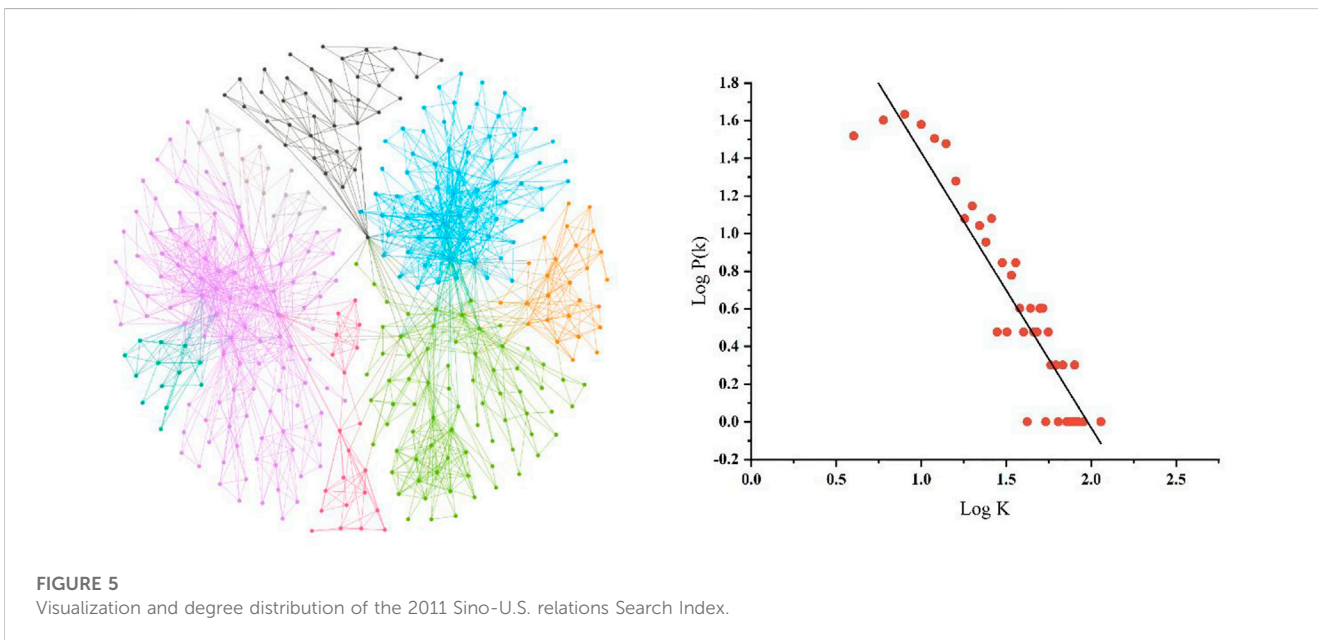 1.8
1.6
1.4
1.2
1.0
0.8
0.6
0.4
0.2
0.0
-0.2
Log P(k)
0.0 0.5 1.0 1.5 2.0 2.5
Log K
FIGURE 5
Visualization and degree distribution of the 2011 Sino-U.S. relations Search Index.